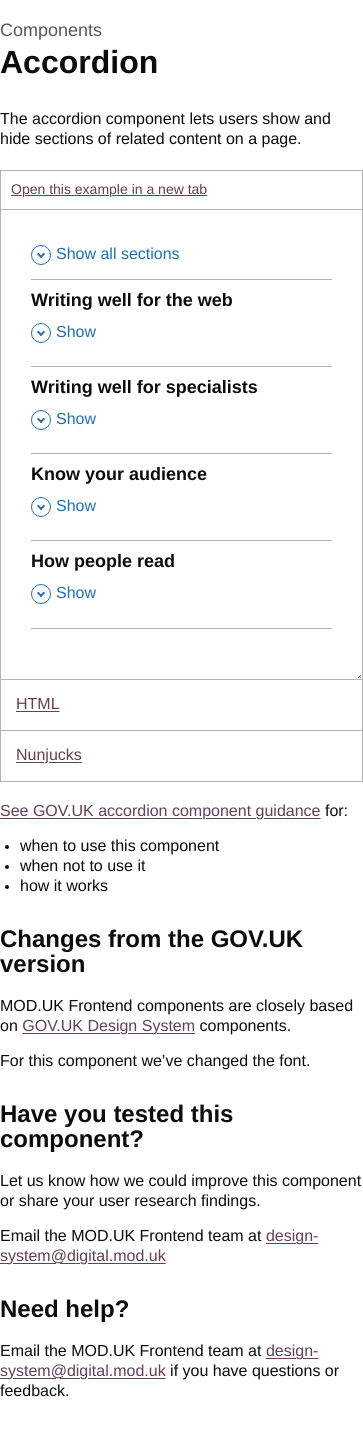 Components
Accordion
The accordion component lets users show and
hide sections of related content on a page.
Open this example in a new tab
Show all sections
Writing well for the web
Show
Writing well for specialists
Show
Know your audience
Show
How people read
Show
HTML
Nunjucks
See GOV.UK accordion component guidance for:
• when to use this component
• when not to use it
• how it works
Changes from the GOV.UK
version
MOD.UK Frontend components are closely based
on GOV.UK Design System components.
For this component we’ve changed the font.
Have you tested this
component?
Let us know how we could improve this component
or share your user research findings.
Email the MOD.UK Frontend team at design-
system@digital.mod.uk
Need help?
Email the MOD.UK Frontend team at design-
system@digital.mod.uk if you have questions or
feedback.